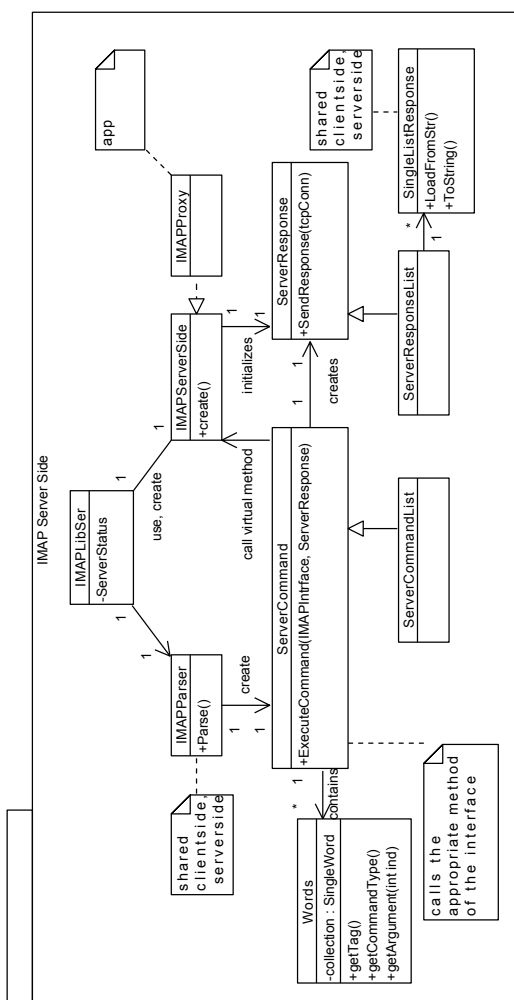 IMAP Server Side
IMAPLibSer
-ServerStatus
1
1
use, create
1
1
IMAPParser
+Parse()
shared
clientside,
serverside
IMAPServerSide
+create()
IMAPProxy
app
1
create
1
call virtual method
1
initializes
1
ServerCommand
+ExecuteCommand(IMAPIntrface, ServerResponse)
1
creates
1
ServerResponse
+SendResponse(tcpConn)
shared
clientside,
serverside
1
contains
*
Words
-collection : SingleWord
+getTag()
+getCommandType()
+getArgument(int ind)
calls the
appropriate method
of the interface
ServerCommandList
ServerResponseList
1
*
SingleListResponse
+LoadFromStr()
+ToString()